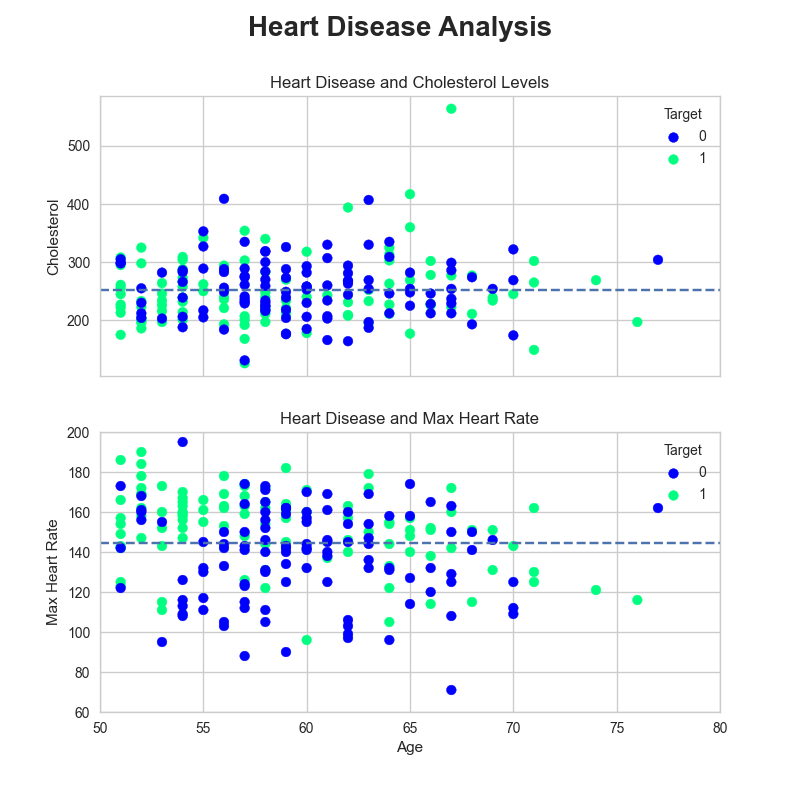 Heart Disease Analysis
Heart Disease and Cholesterol Levels
Target
0
1
500
400
300
200
Cholesterol
Heart Disease and Max Heart Rate
Target
0
1
200
180
160
140
120
100
80
60
Max Heart Rate
50 55 60 65 70 75 80
Age